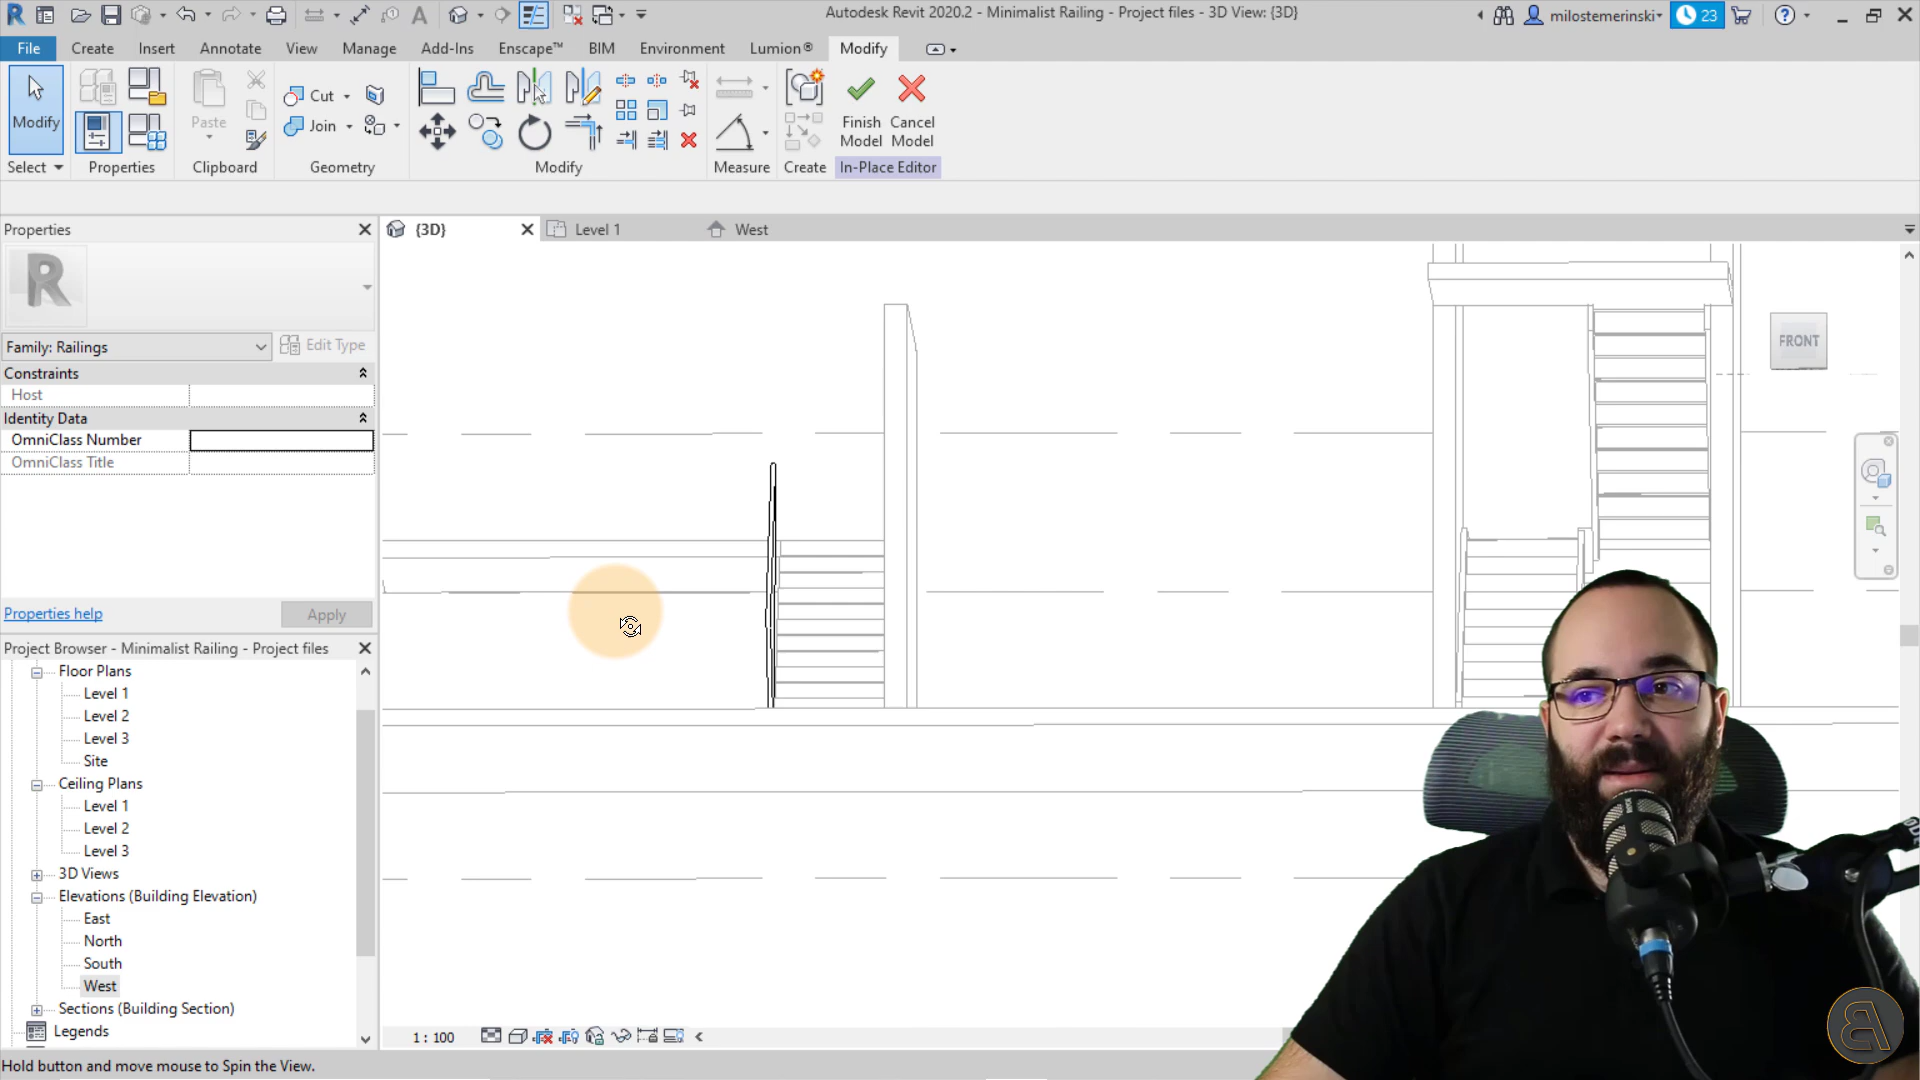 Autodesk Revit 2020.2 - Minimalist Railing - Project files - 3D View: {3D}
milostemerinski
23
File
Create
Insert
Annotate
View
Manage
Add-Ins
Enscape™
BIM
Environment
Lumion®
Modify
Modify
Paste
Cut
Join
Finish
Model
Cancel
Model
Select
Properties
Clipboard
Geometry
Modify
Measure
Create
In-Place Editor
Properties
{3D}
Level 1
West
R
Family: Railings
Edit Type
Constraints
Host
Identity Data
OmniClass Number
OmniClass Title
Properties help
Apply
FRONT
Project Browser - Minimalist Railing - Project files
Floor Plans
Level 1
Level 2
Level 3
Site
Ceiling Plans
Level 1
Level 2
Level 3
3D Views
Elevations (Building Elevation)
East
North
South
West
Sections (Building Section)
Legends
1 : 100
Hold button and move mouse to Spin the View.